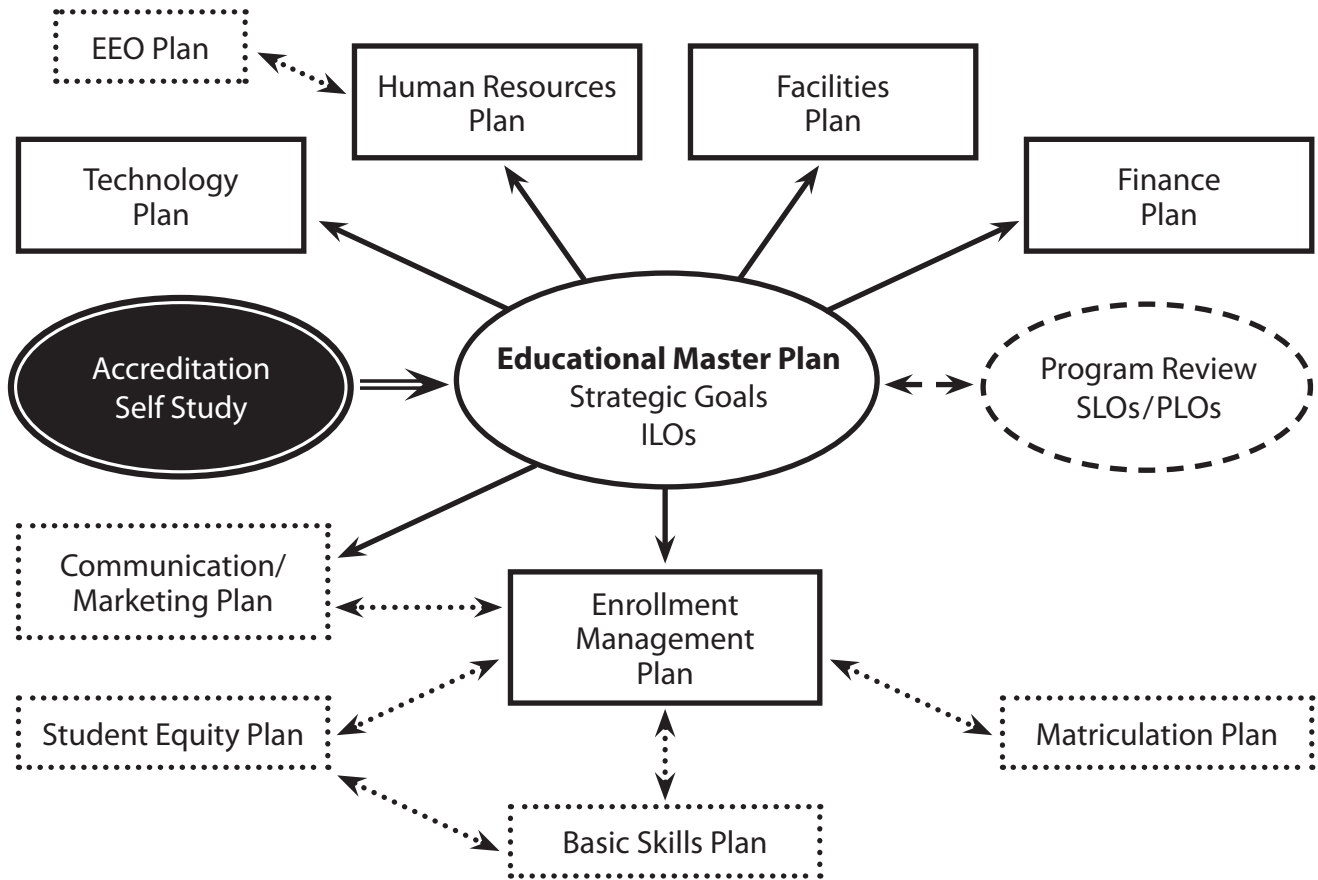 EEO Plan
Human Resources
Plan
Facilities
Plan
Technology
Plan
Finance
Plan
Accreditation
Self Study
Educational Master Plan
Strategic Goals
ILOs
Program Review
SLOs/PLOs
Communication/
Marketing Plan
Enrollment
Management
Plan
Student Equity Plan
Matriculation Plan
Basic Skills Plan